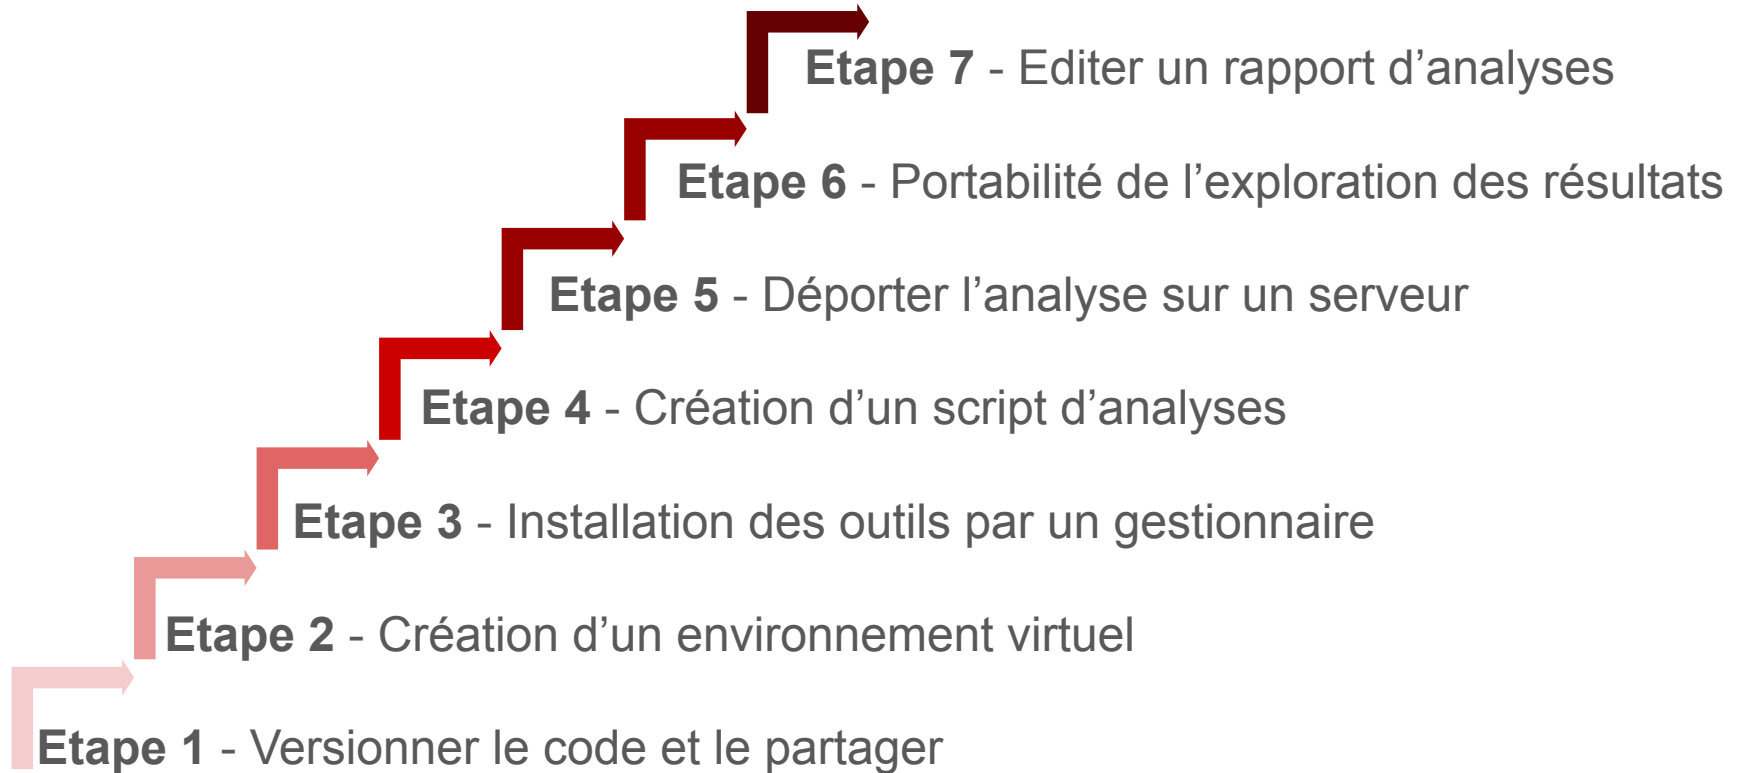 Etape 7 - Editer un rapport d’analyses
Etape 6 - Portabilité de l’exploration des résultats
Etape 5 - Déporter l’analyse sur un serveur
Etape 4 - Création d’un script d’analyses
Etape 3 - Installation des outils par un gestionnaire
Etape 2 - Création d’un environnement virtuel
Etape 1 - Versionner le code et le partager